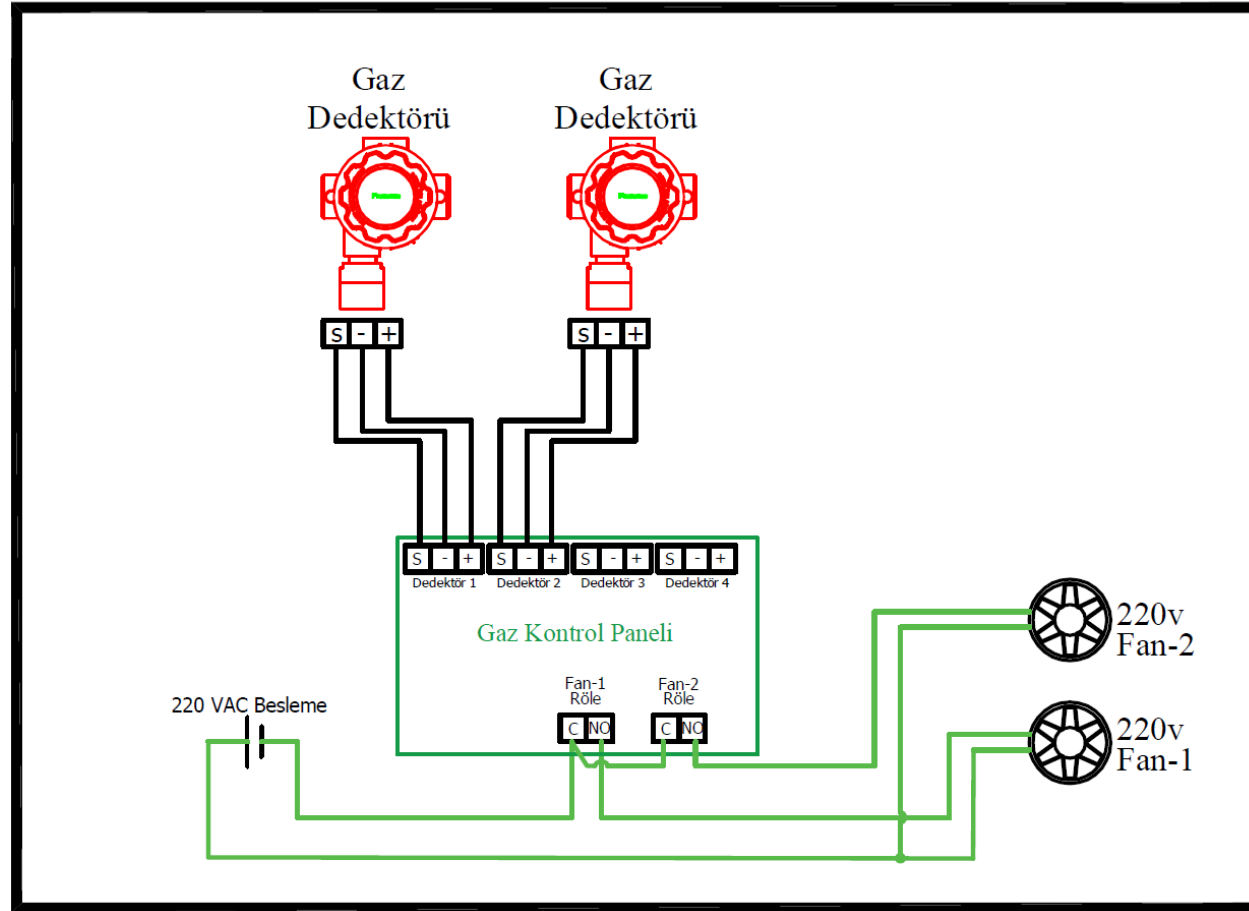 Gaz
Dedektörü
Gaz
Dedektörü
S - +
S - +
S - + S - + S - + S - +
Dedektör 1 Dedektör 2 Dedektör 3 Dedektör 4
Gaz Kontrol Paneli
Fan-1
Röle
Fan-2
Röle
C NO
C NO
220 VAC Besleme
220v
Fan-2
220v
Fan-1